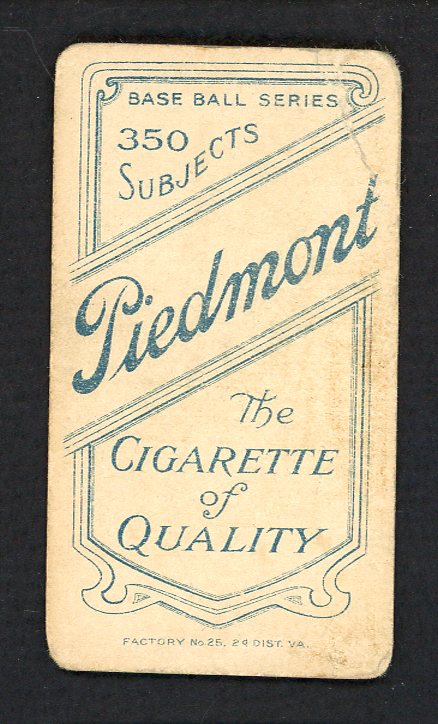 BASE BALL SERIES
350
SUBJECTS
Piedmont
The
CIGARETTE
of
QUALITY
FACTORY No. 25, 2d DIST. VA.